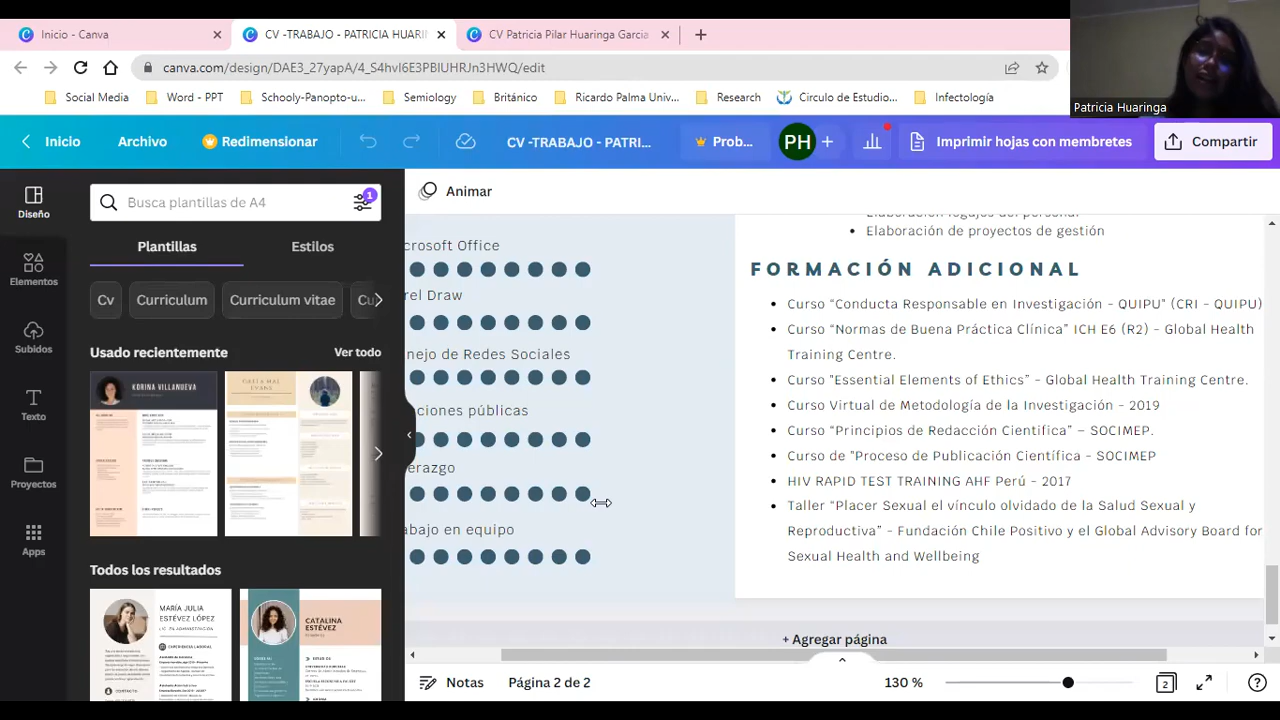 Inicio - Canva
CV -TRABAJO - PATRICIA HUARIN
CV Patricia Pilar Huaringa Garcia
canva.com/design/DAE3_27yapA/4_S4hvI6E3PBlUHRJn3HWQ/edit
Social Media
Word - PPT
Schooly-Panopto-u...
Semiology
Británico
Ricardo Palma Univ...
Research
Circulo de Estudio...
Infectología
Patricia Huaringa
Inicio
Archivo
Redimensionar
CV -TRABAJO - PATRI...
Prob...
PH
Imprimir hojas con membretes
Compartir
Diseño
Elementos
Subidos
Texto
Proyectos
Apps
Busca plantillas de A4
1
Plantillas
Estilos
Cv
Curriculum
Curriculum vitae
Cu
Usado recientemente
Ver todo
KORINA VILLANUEVA
Todos los resultados
MARÍA JULIA
ESTÉVEZ LÓPEZ
CATALINA
ESTÉVEZ
Animar
crosoft Office
rel Draw
nejo de Redes Sociales
ciones públicas
erazgo
abajo en equipo
Elaboración legajos del personal
Elaboración de proyectos de gestión
FORMACIÓN ADICIONAL
Curso “Conducta Responsable en Investigación - QUIPU" (CRI - QUIPU)
Curso “Normas de Buena Práctica Clínica” ICH E6 (R2) - Global Health
Training Centre.
Curso "Essential Elements of Ethics” – Global Health Training Centre.
Curso Virtual de Metodología de la Investigación - 2019
Curso “Principios de Redacción Científica” – SOCIMEP.
Curso de “Proceso de Publicación Científica - SOCIMEP
HIV RAPID TEST TRAINING AHF Perú - 2017
Taller “Placer Sexual el vínculo olvidado de la Salud Sexual y
Reproductiva” - Fundación Chile Positivo y el Global Advisory Board for
Sexual Health and Wellbeing
+ Agregar página
Notas
Página 2 de 2
130 %
2